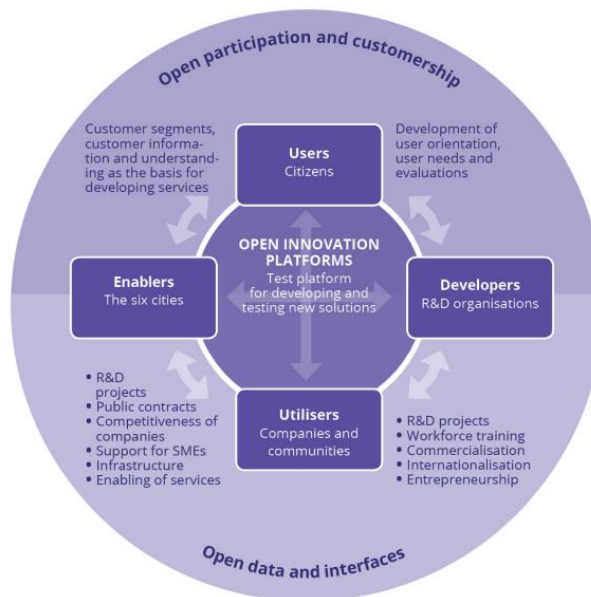 Open participation and customership
Customer segments,
customer informa-
tion and understand-
ing as the basis for
developing services
Users
Citizens
Development of
user orientation,
user needs and
evaluations
OPEN INNOVATION
PLATFORMS
Test platform
for developing and
testing new solutions
Enablers
The six cities
Developers
R&D organisations
• R&D
projects
• Public contracts
• Competitiveness of
companies
• Support for SMEs
• Infrastructure
• Enabling of services
Utilisers
Companies and
communities
• R&D projects
• Workforce training
• Commercialisation
• Internationalisation
• Entrepreneurship
Open data and interfaces